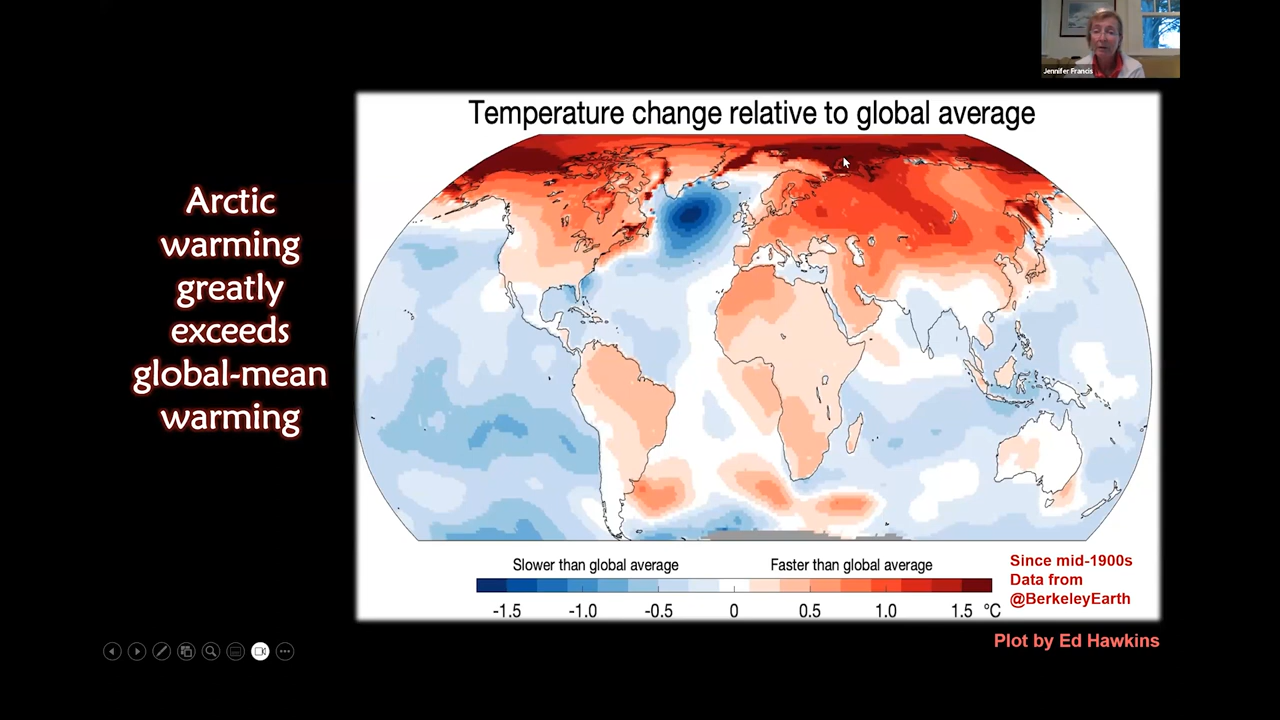 Jennifer Francis
Temperature change relative to global average
Arctic
warming
greatly
exceeds
global-mean
warming
Slower than global average
Faster than global average
-1.5 -1.0 -0.5 0 0.5 1.0 1.5 °C
Since mid-1900s
Data from
@BerkeleyEarth
Plot by Ed Hawkins